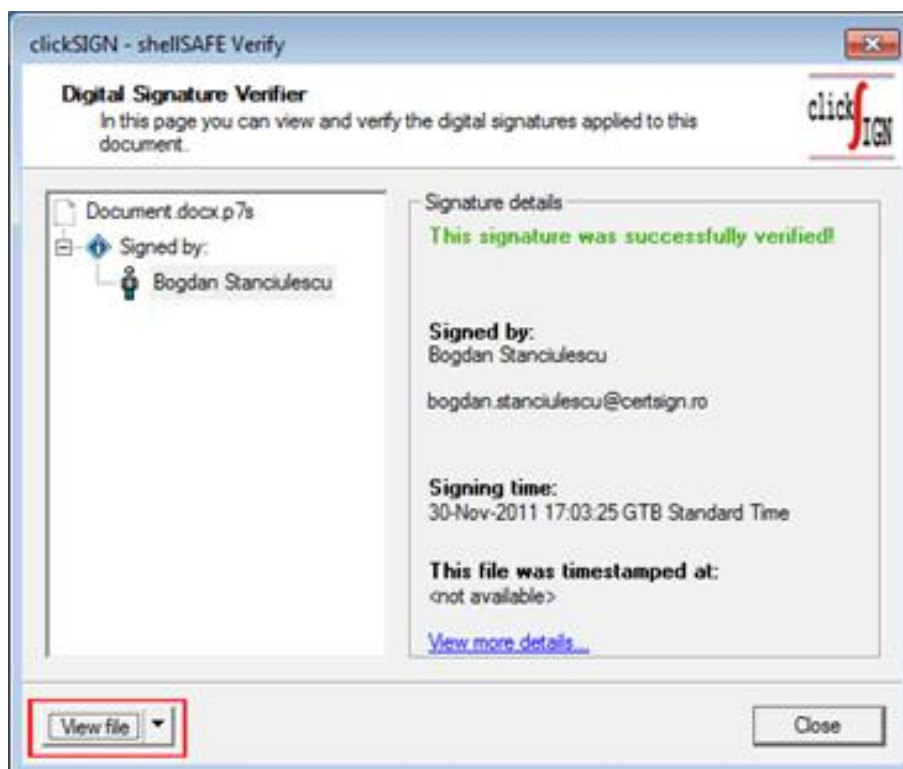 clickSIGN - shellSAFE Verify
Digital Signature Verifier
In this page you can view and verify the digital signatures applied to this
document.
click
SIGN
Document.docx.p7s
Signed by:
Bogdan Stanciulescu
Signature details
This signature was successfully verified!
Signed by:
Bogdan Stanciulescu
bogdan.stanciulescu@certsign.ro
Signing time:
30-Nov-2011 17:03:25 GTB Standard Time
This file was timestamped at:
<not available>
View more details...
View file
Close